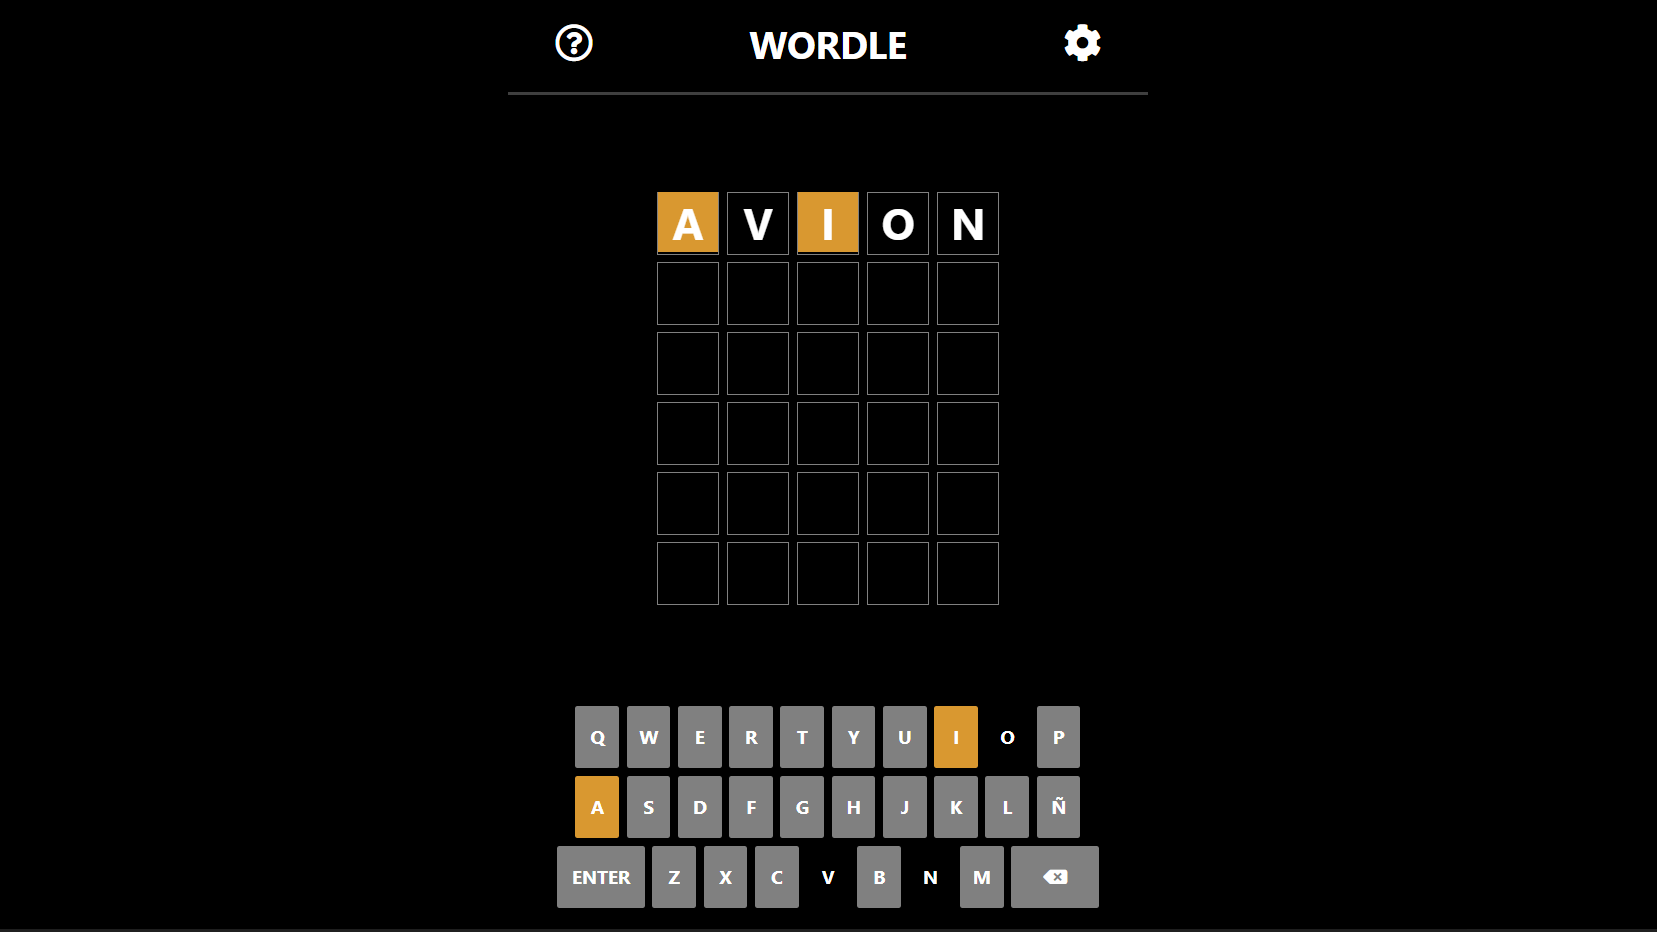 WORDLE
A V I O N
Q W E R T Y U I O P
A S D F G H J K L Ñ
ENTER Z X C V B N M